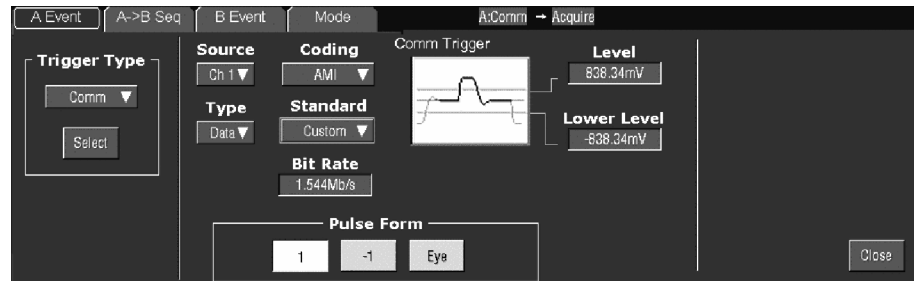 A Event A->B Seq B Event Mode A:Comm → Acquire
Trigger Type
Comm
Select
Source
Ch 1
Type
Data
Coding
AMI
Standard
Custom
Bit Rate
1.544Mb/s
Comm Trigger
Level
838.34mV
Lower Level
-838.34mV
Pulse Form
1 -1 Eye
Close